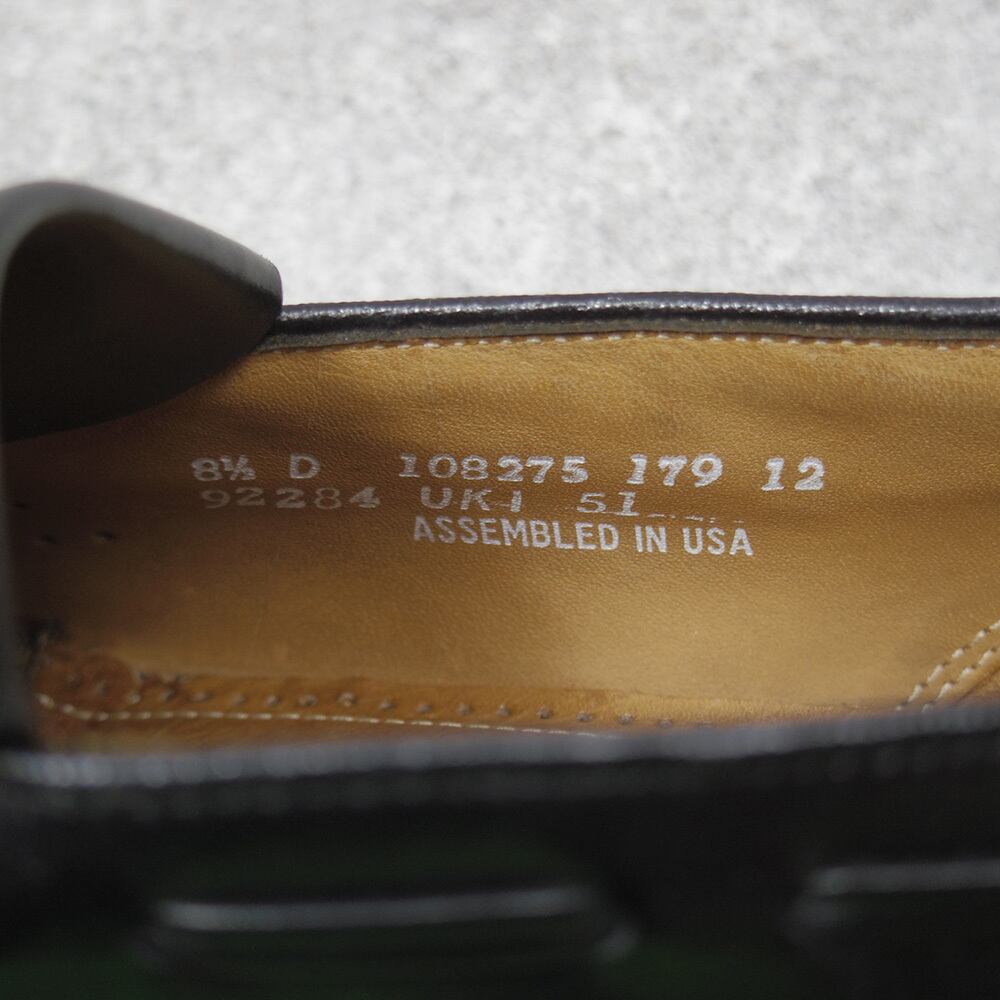 8½ D 108275 179 12
92284 UK-I 51
ASSEMBLED IN USA